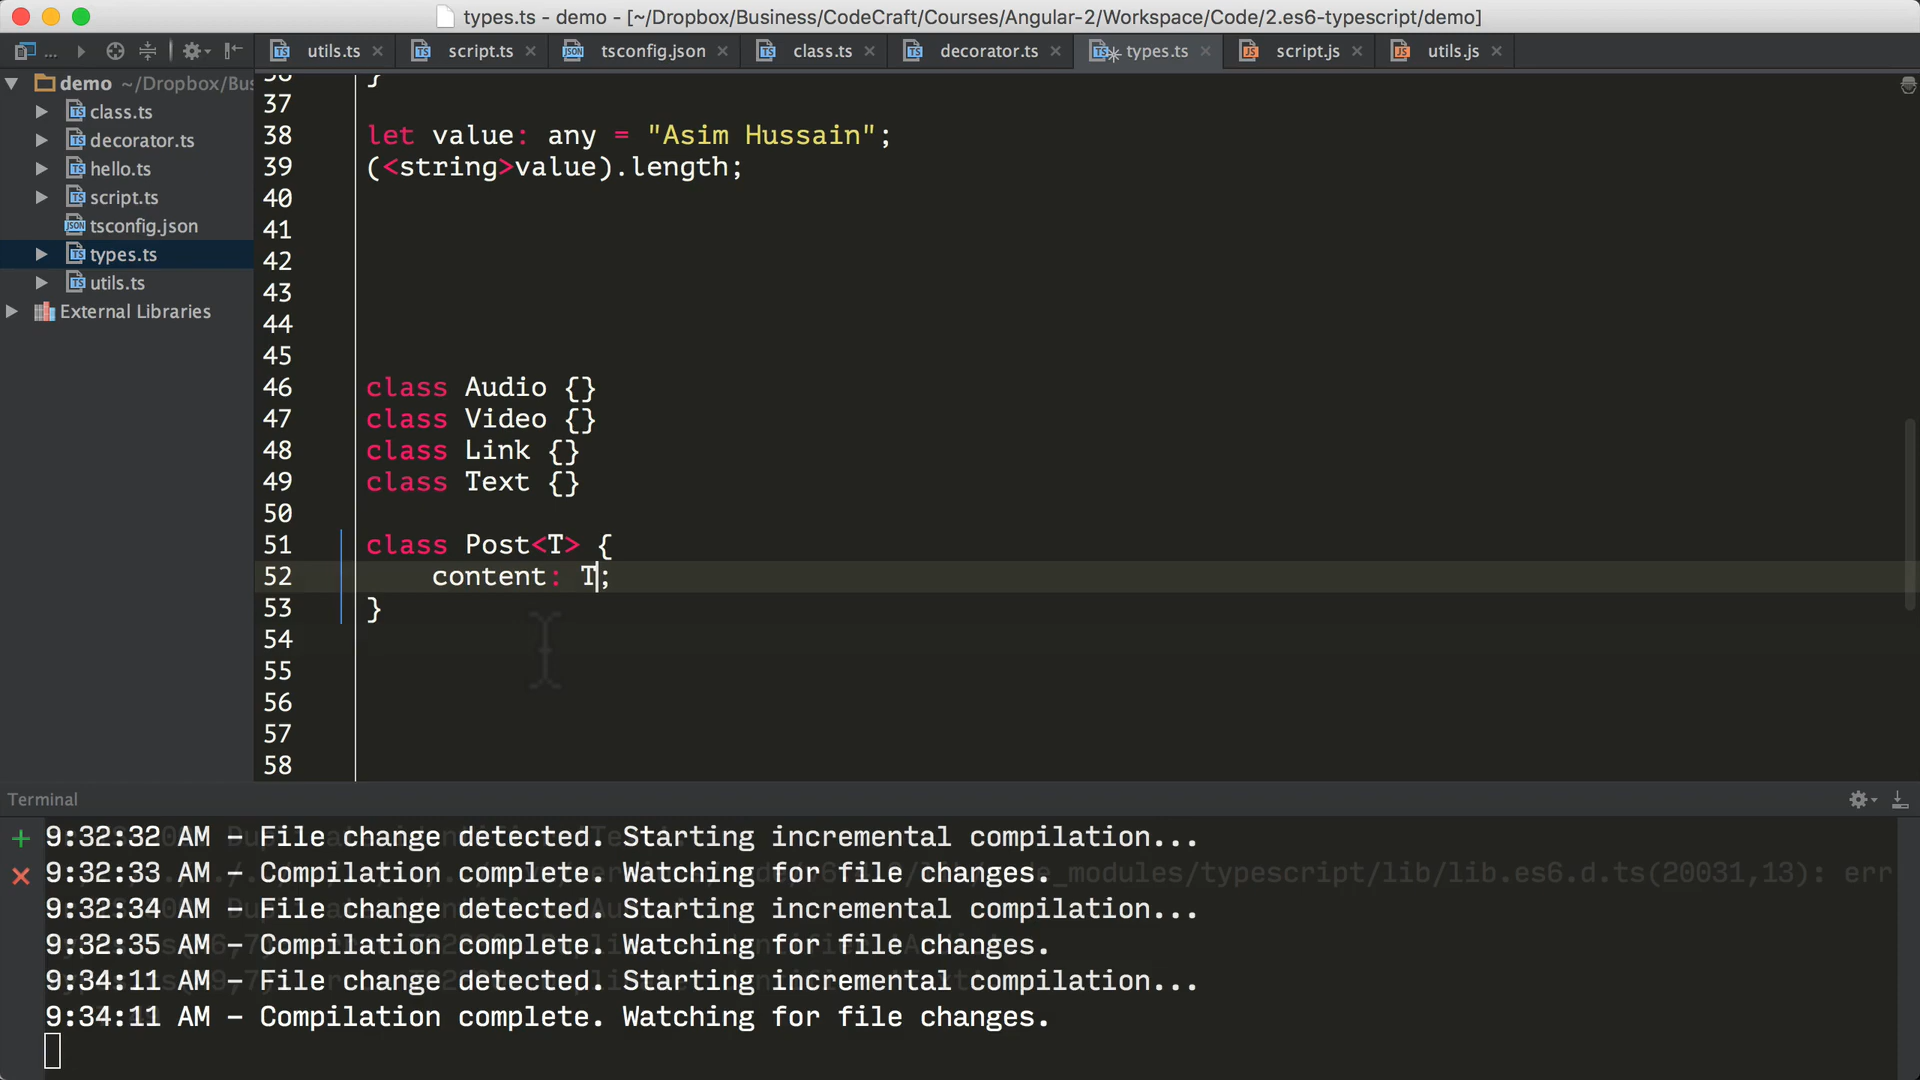 types.ts - demo - [~/Dropbox/Business/CodeCraft/Courses/Angular-2/Workspace/Code/2.es6-typescript/demo]
...
utils.ts
script.ts
tsconfig.json
class.ts
decorator.ts
types.ts
script.js
utils.js
demo ~/Dropbox/Bus
class.ts
decorator.ts
hello.ts
script.ts
tsconfig.json
types.ts
utils.ts
External Libraries
36 }
37
38 let value: any = "Asim Hussain";
39 (<string>value).length;
40
41
42
43
44
45
46 class Audio {}
47 class Video {}
48 class Link {}
49 class Text {}
50
51 class Post<T> {
52 content: T;
53 }
54
55
56
57
58
Terminal
9:32:32 AM – File change detected. Starting incremental compilation...
9:32:33 AM – Compilation complete. Watching for file changes.
9:32:34 AM – File change detected. Starting incremental compilation...
9:32:35 AM – Compilation complete. Watching for file changes.
9:34:11 AM – File change detected. Starting incremental compilation...
9:34:11 AM – Compilation complete. Watching for file changes.